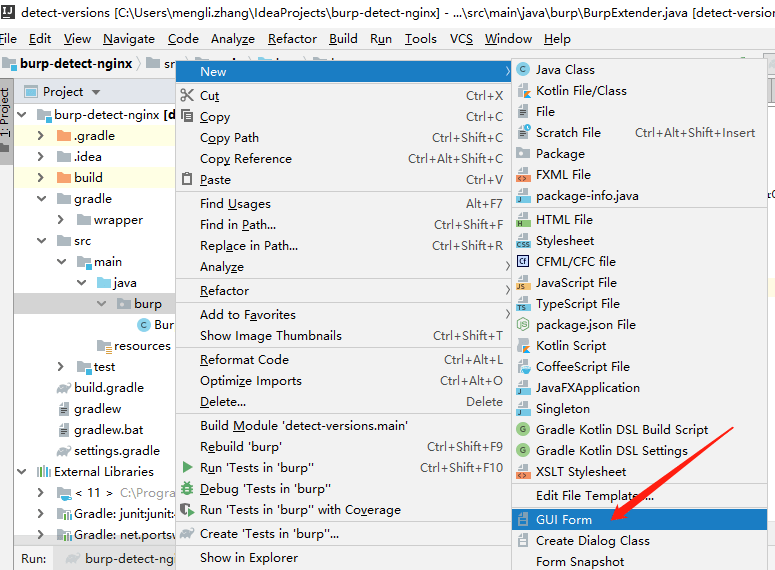 detect-versions [C:\Users\mengli.zhang\IdeaProjects\burp-detect-nginx] - ...\src\main\java\burp\BurpExtender.java [detect-versio
File Edit View Navigate Code Analyze Refactor Build Run Tools VCS Window Help
burp-detect-nginx
Project
1: Project
burp-detect-nginx [d
.gradle
.idea
build
gradle
wrapper
src
main
java
burp
Bur
resources
test
build.gradle
gradlew
gradlew.bat
settings.gradle
External Libraries
< 11 > C:\Progra
Gradle: junit:junit:
Gradle: net.portsw
Run: burp-detect-ng
New
Cut Ctrl+X
Copy Ctrl+C
Copy Path Ctrl+Shift+C
Copy Reference Ctrl+Alt+Shift+C
Paste Ctrl+V
Find Usages Alt+F7
Find in Path... Ctrl+Shift+F
Replace in Path... Ctrl+Shift+R
Analyze
Refactor
Add to Favorites
Show Image Thumbnails Ctrl+Shift+T
Reformat Code Ctrl+Alt+L
Optimize Imports Ctrl+Alt+O
Delete... Delete
Build Module 'detect-versions.main'
Rebuild 'burp' Ctrl+Shift+F9
Run 'Tests in 'burp'' Ctrl+Shift+F10
Debug 'Tests in 'burp''
Run 'Tests in 'burp'' with Coverage
Create 'Tests in 'burp''...
Show in Explorer
Java Class
Kotlin File/Class
File
Scratch File Ctrl+Alt+Shift+Insert
Package
FXML File
package-info.java
HTML File
Stylesheet
CFML/CFC file
JavaScript File
TypeScript File
package.json File
Kotlin Script
CoffeeScript File
JavaFXApplication
Singleton
Gradle Kotlin DSL Build Script
Gradle Kotlin DSL Settings
XSLT Stylesheet
Edit File Templates...
GUI Form
Create Dialog Class
Form Snapshot